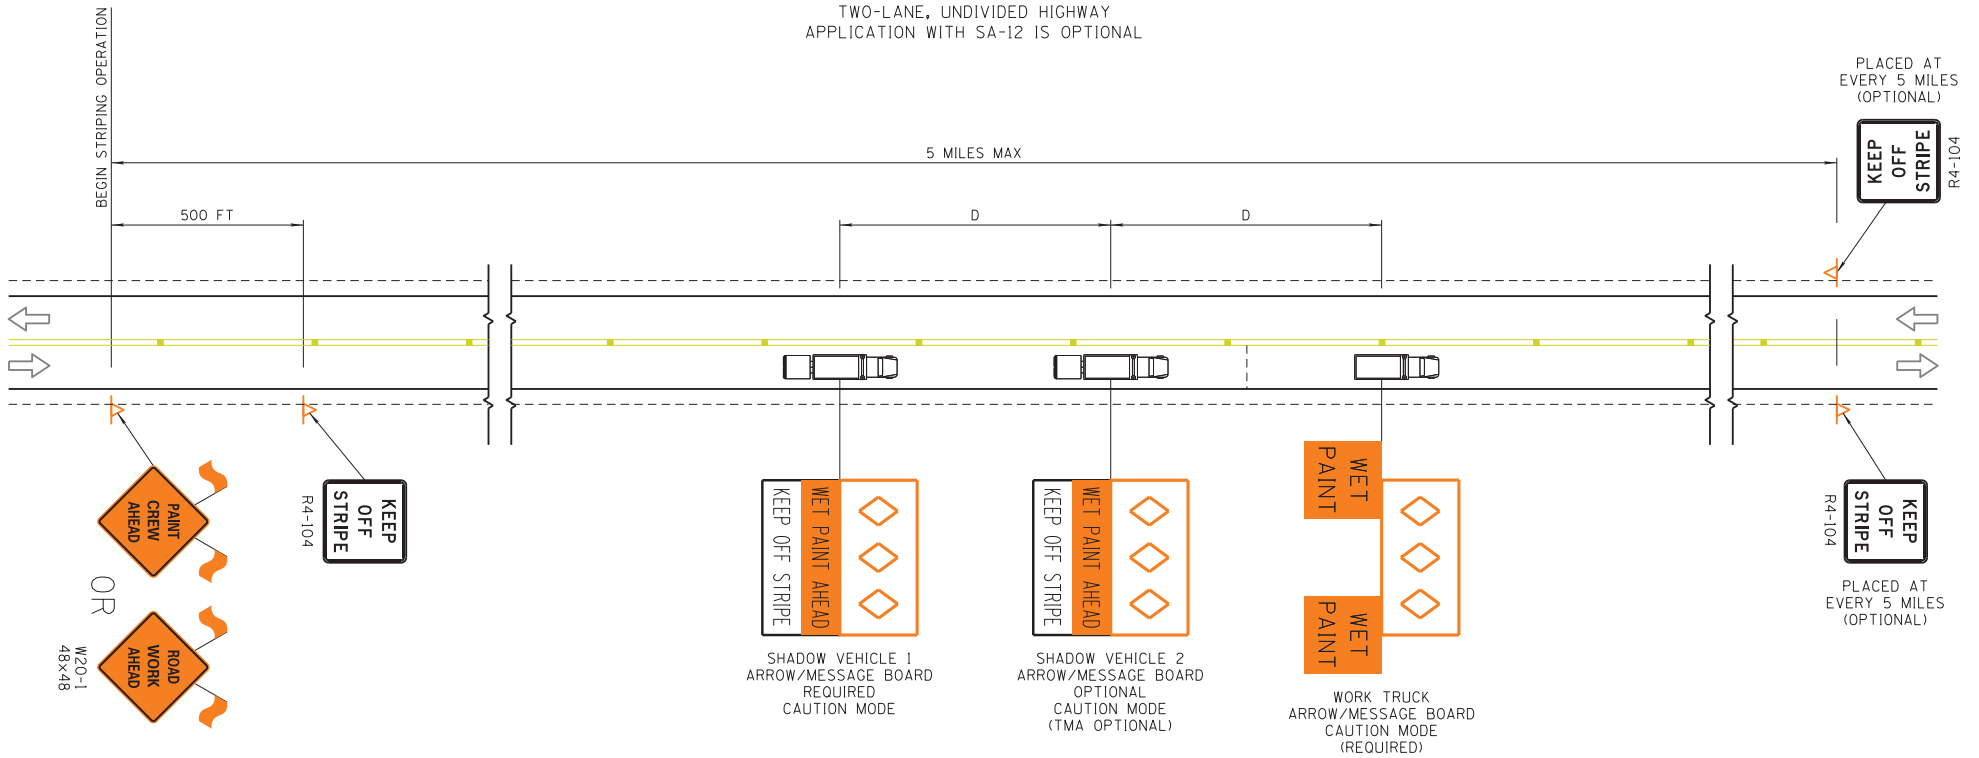 TWO-LANE, UNDIVIDED HIGHWAY
APPLICATION WITH SA-12 IS OPTIONAL
BEGIN STRIPING OPERATION
PLACED AT
EVERY 5 MILES
(OPTIONAL)
KEEP
OFF
STRIPE
R4-104
5 MILES MAX
500 FT
D
D
PAINT
CREW
AHEAD
OR
ROAD
WORK
AHEAD
W20-1
48×48
KEEP
OFF
STRIPE
R4-104
WET PAINT AHEAD
KEEP OFF STRIPE
SHADOW VEHICLE 1
ARROW/MESSAGE BOARD
REQUIRED
CAUTION MODE
WET PAINT AHEAD
KEEP OFF STRIPE
SHADOW VEHICLE 2
ARROW/MESSAGE BOARD
OPTIONAL
CAUTION MODE
(TMA OPTIONAL)
WET
PAINT
WET
PAINT
WORK TRUCK
ARROW/MESSAGE BOARD
CAUTION MODE
(REQUIRED)
KEEP
OFF
STRIPE
R4-104
PLACED AT
EVERY 5 MILES
(OPTIONAL)